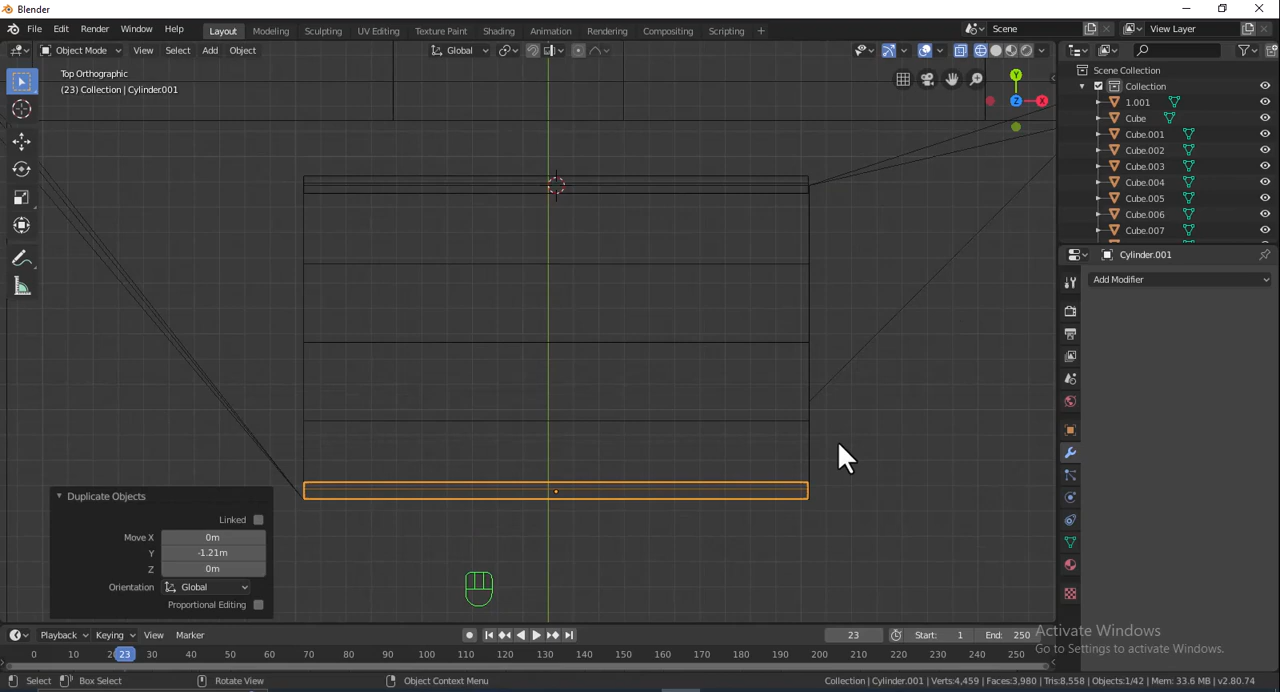 Blender
File Edit Render Window Help
Layout Modeling Sculpting UV Editing Texture Paint Shading Animation Rendering Compositing Scripting +
Scene
View Layer
Object Mode View Select Add Object
Global
Top Orthographic
(23) Collection | Cylinder.001
Y
X
Z
Scene Collection
Collection
1.001
Cube
Cube.001
Cube.002
Cube.003
Cube.004
Cube.005
Cube.006
Cube.007
Cylinder.001
Add Modifier
Duplicate Objects
Linked
Move X 0m
Y -1.21m
Z 0m
Orientation Global
Proportional Editing
Playback Keying View Marker
23 Start: 1 End: 250
0 10 23 30 40 50 60 70 80 90 100 110 120 130 140 150 160 170 180 190 200 210 220 230 240 250
Activate Windows
Go to Settings to activate Windows.
Select Box Select Rotate View Object Context Menu
Collection | Cylinder.001 | Verts:4,459 | Faces:3,980 | Tris:8,558 | Objects:1/42 | Mem: 33.6 MB | v2.80.74